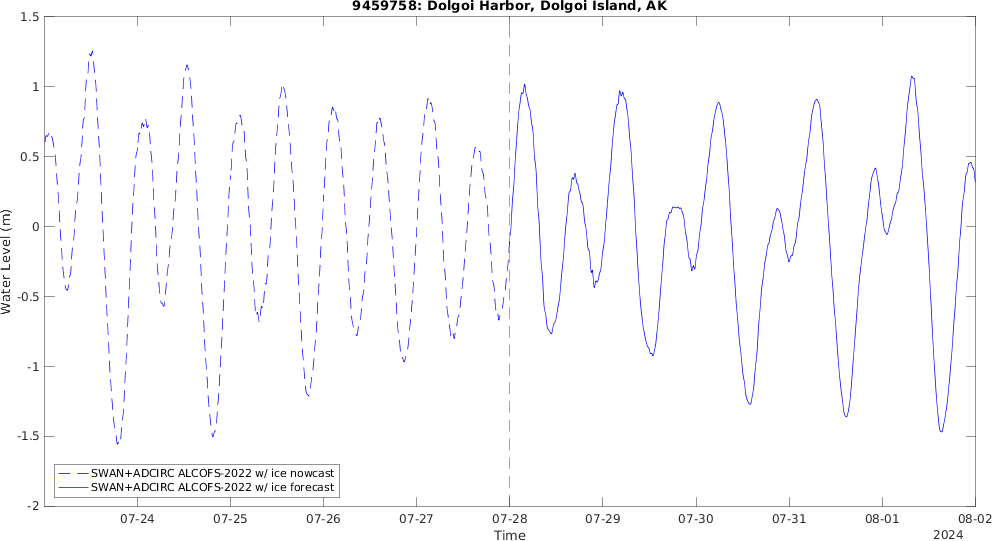 9459758: Dolgoi Harbor, Dolgoi Island, AK
1.5
1
0.5
0
-0.5
-1
-1.5
-2
Water Level (m)
SWAN+ADCIRC ALCOFS-2022 w/ ice nowcast
SWAN+ADCIRC ALCOFS-2022 w/ ice forecast
07-24 07-25 07-26 07-27 07-28 07-29 07-30 07-31 08-01 08-02
Time
2024